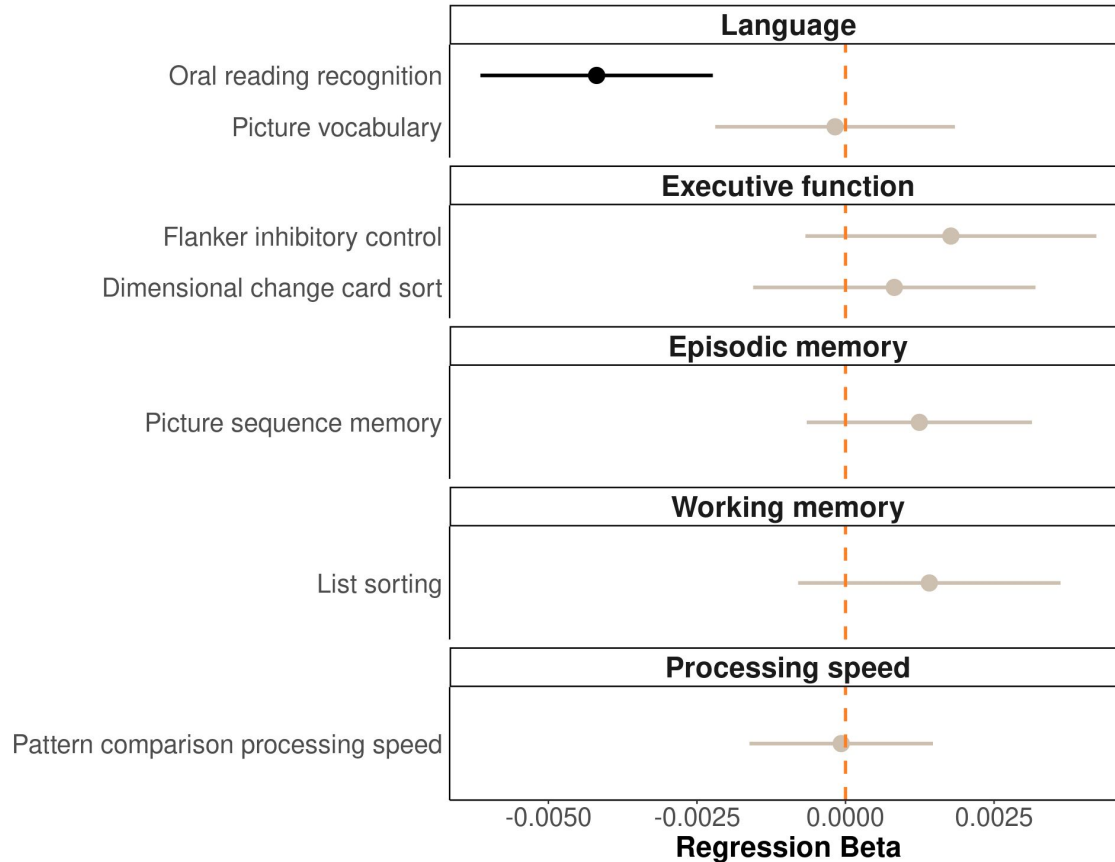 Language
Oral reading recognition
Picture vocabulary
Executive function
Flanker inhibitory control
Dimensional change card sort
Episodic memory
Picture sequence memory
Working memory
List sorting
Processing speed
Pattern comparison processing speed
-0.0050 -0.0025 0.0000 0.0025
Regression Beta